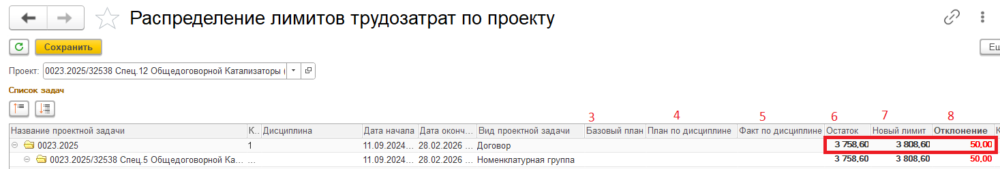 Распределение лимитов трудозатрат по проекту
Сохранить
Ещ
Проект: 0023.2025/32538 Спец.12 Общедоговорной Катализаторы (
Список задач
3 4 5 6 7 8
Название проектной задачи К... Дисциплина Дата начала Дата оконч... Вид проектной задачи Базовый план План по дисциплине Факт по дисциплине Остаток Новый лимит Отклонение К
0023.2025 1 11.09.2024... 28.02.2026 ... Договор 3 758,60 3 808,60 50,00
0023.2025/32538 Спец.5 Общедоговорной Ка... ... 11.09.2024... 28.02.2026 ... Номенклатурная группа 3 758,60 3 808,60 50,00